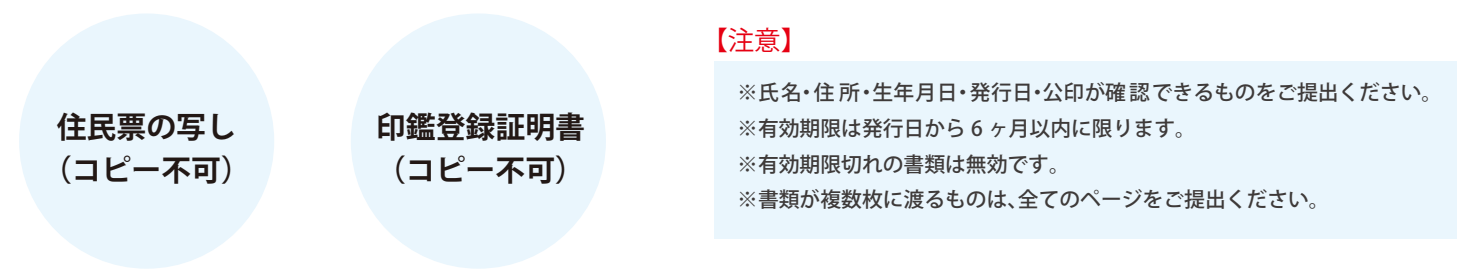 住民票の写し
（コピー不可）
印鑑登録証明書
（コピー不可）
【注意】
※氏名・住所・生年月日・発行日・公印が確認できるものをご提出ください。
※有効期限は発行日から 6 ヶ月以内に限ります。
※有効期限切れの書類は無効です。
※書類が複数枚に渡るものは、全てのページをご提出ください。